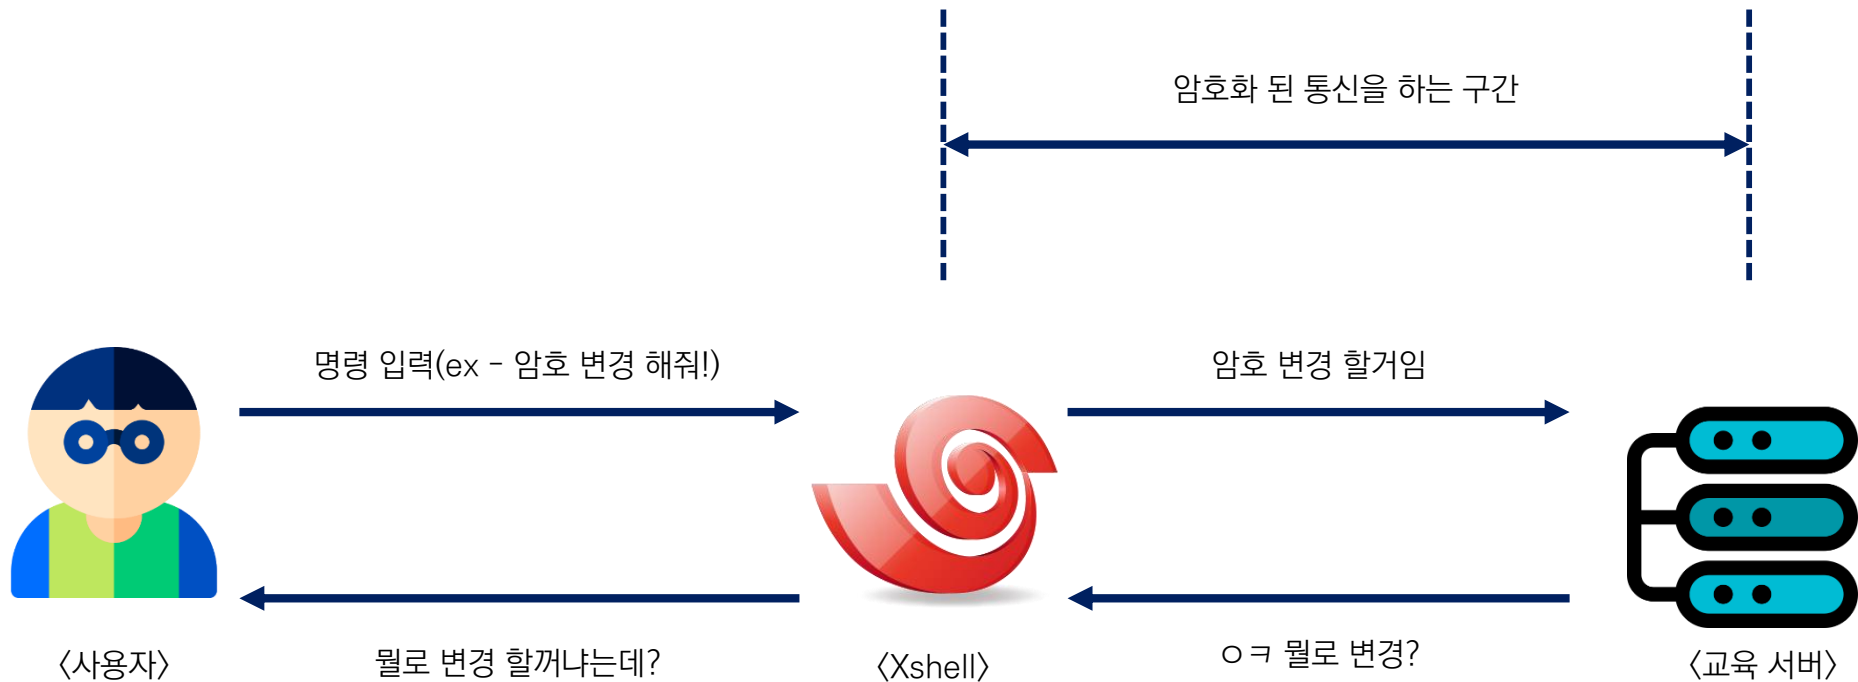 암호화 된 통신을 하는 구간
명령 입력(ex - 암호 변경 해줘!)
암호 변경 할거임
뭘로 변경 할꺼냐는데?
ㅇㅋ 뭘로 변경?
<사용자>
<Xshell>
<교육 서버>